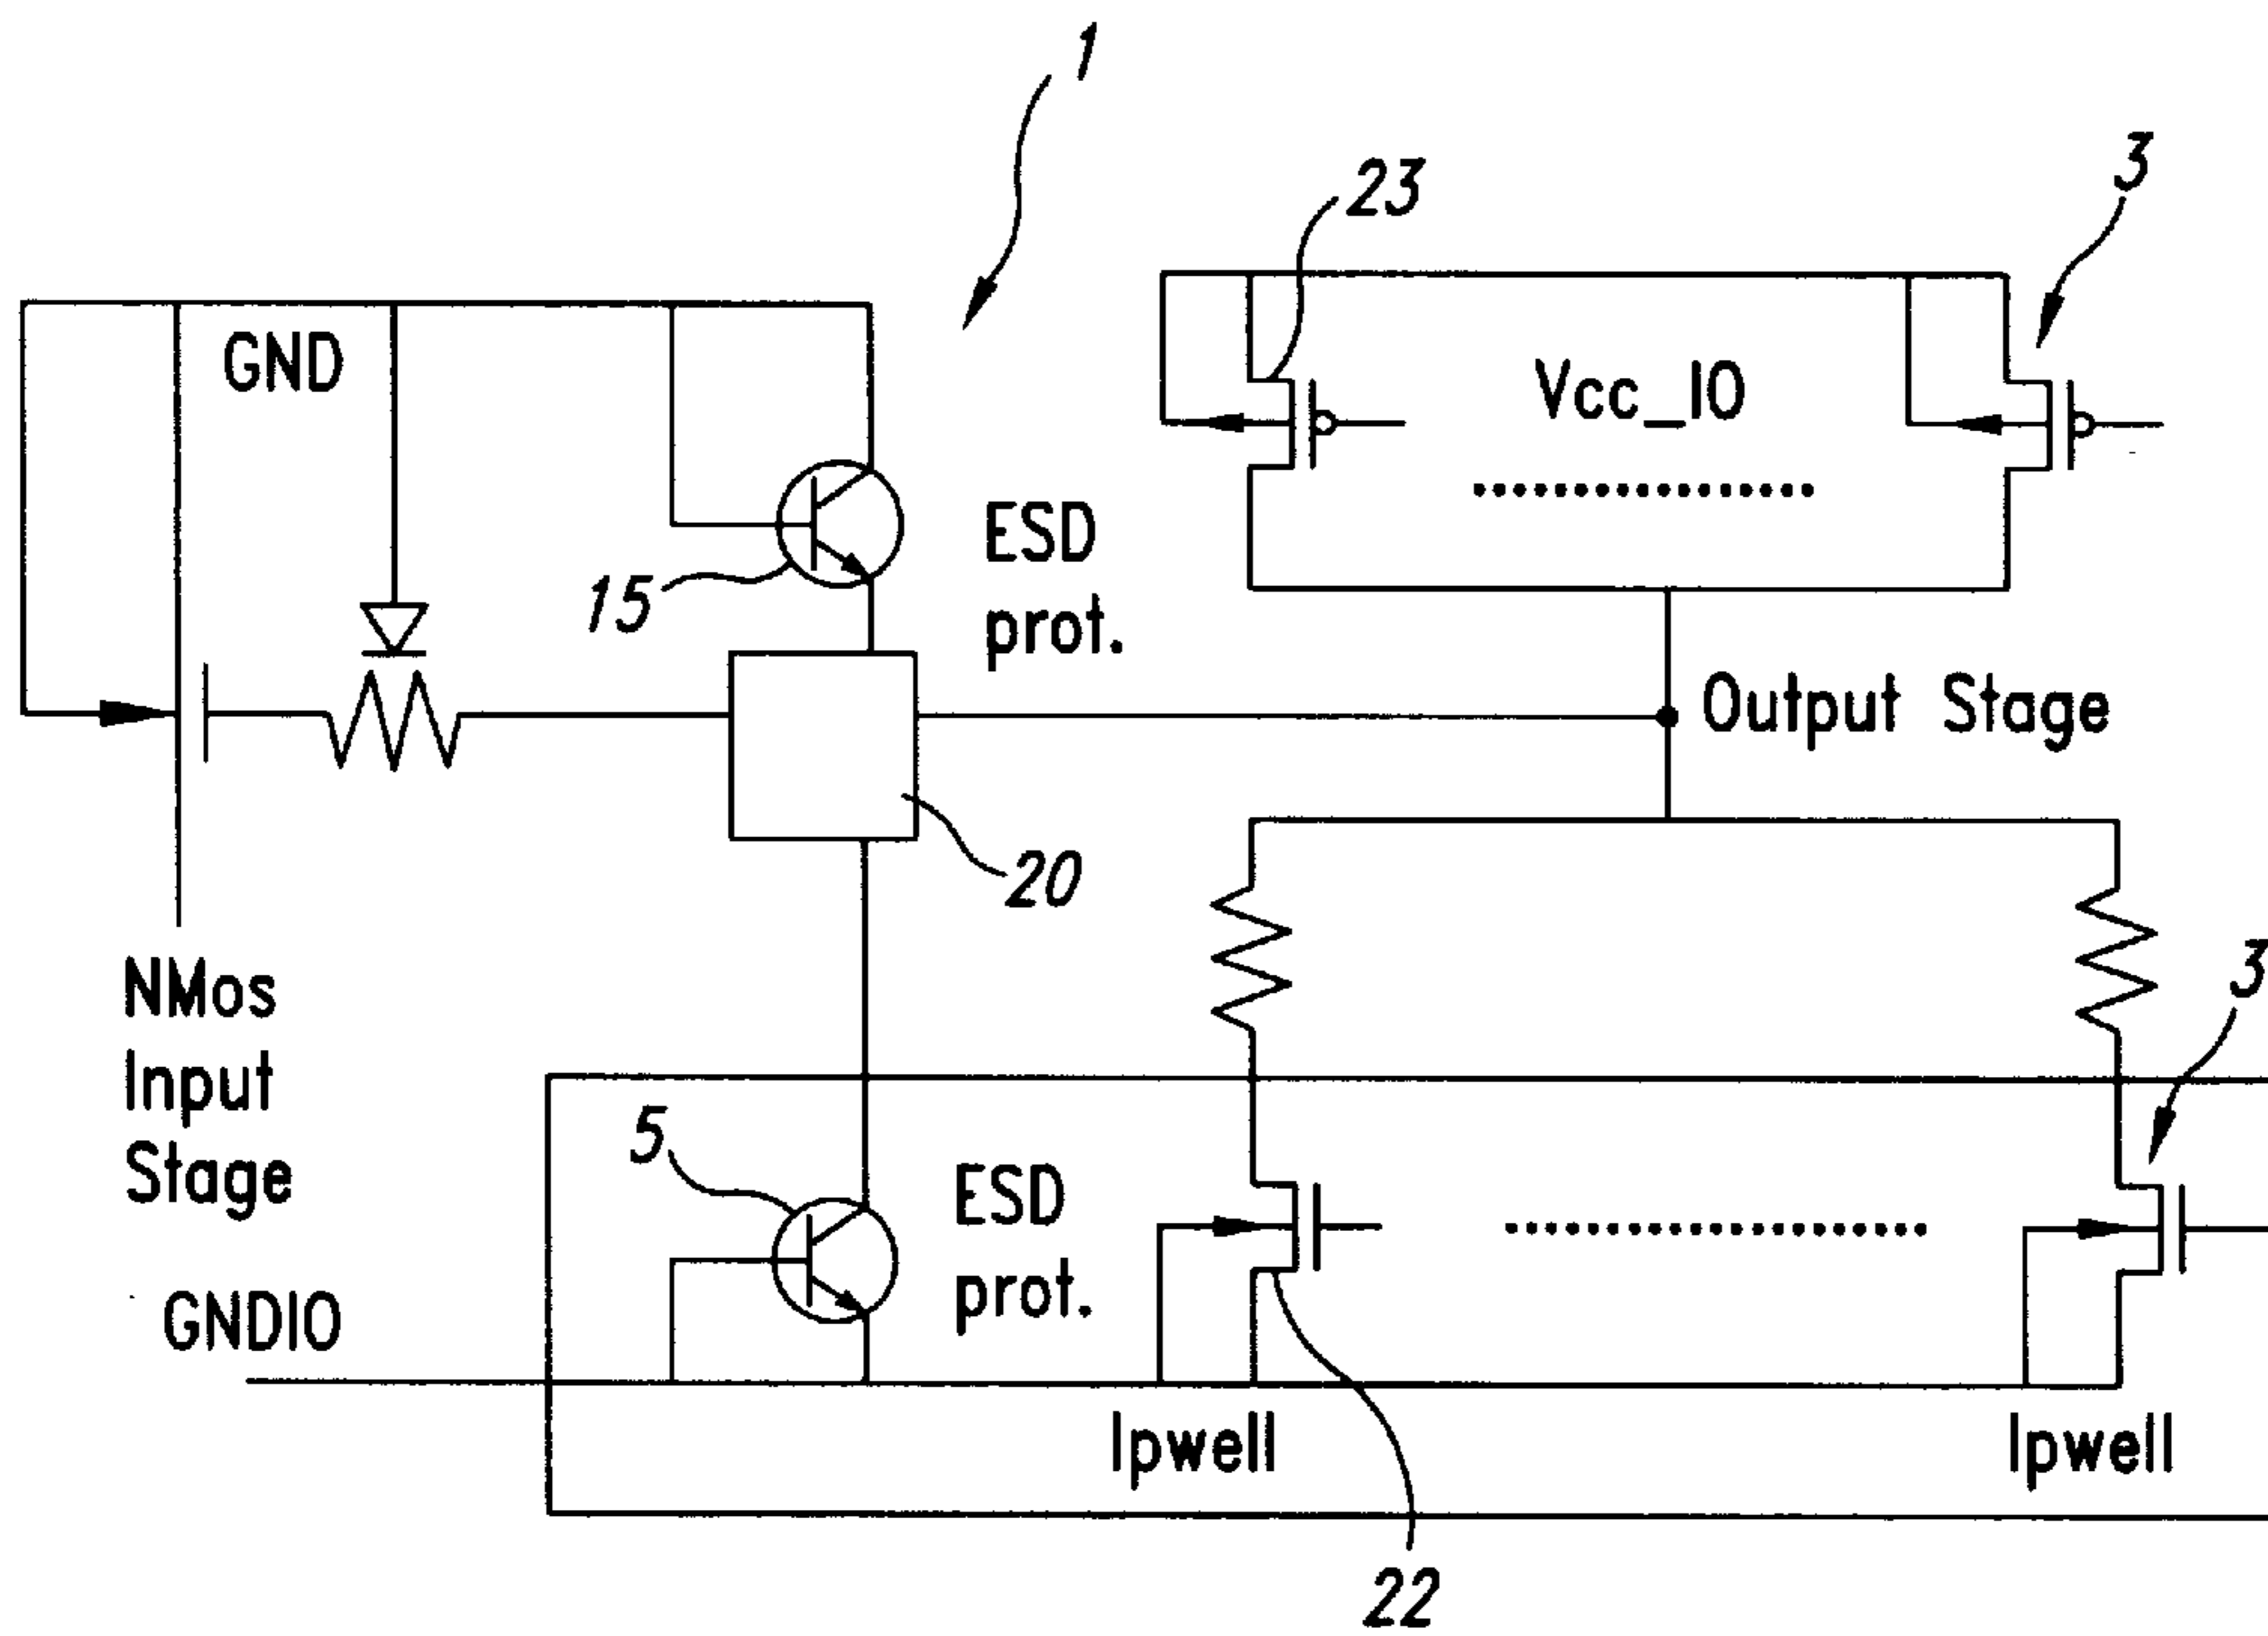 1
23
3
GND
Vcc_IO
ESD
prot.
15
Output Stage
20
NMos
Input
Stage
3
5
ESD
prot.
GNDIO
Ipwell
Ipwell
22